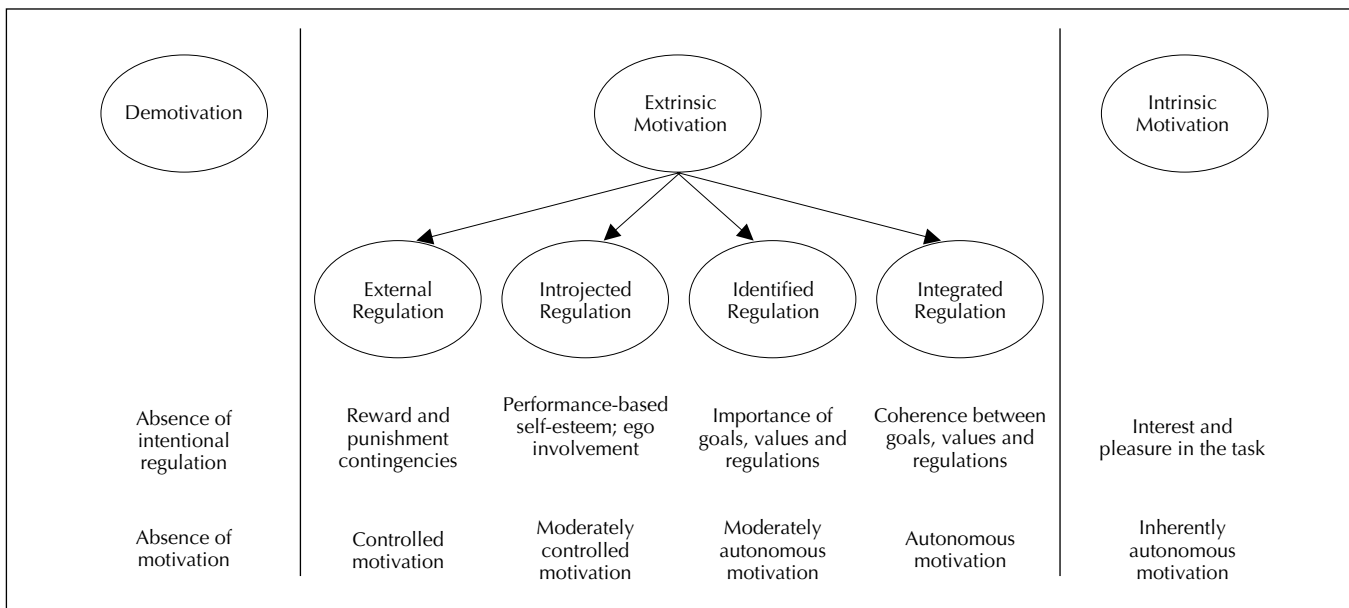 Demotivation
Extrinsic
Motivation
Intrinsic
Motivation
External
Regulation
Introjected
Regulation
Identified
Regulation
Integrated
Regulation
Absence of
intentional
regulation
Reward and
punishment
contingencies
Performance-based
self-esteem; ego
involvement
Importance of
goals, values and
regulations
Coherence between
goals, values and
regulations
Interest and
pleasure in the task
Absence of
motivation
Controlled
motivation
Moderately
controlled
motivation
Moderately
autonomous
motivation
Autonomous
motivation
Inherently
autonomous
motivation